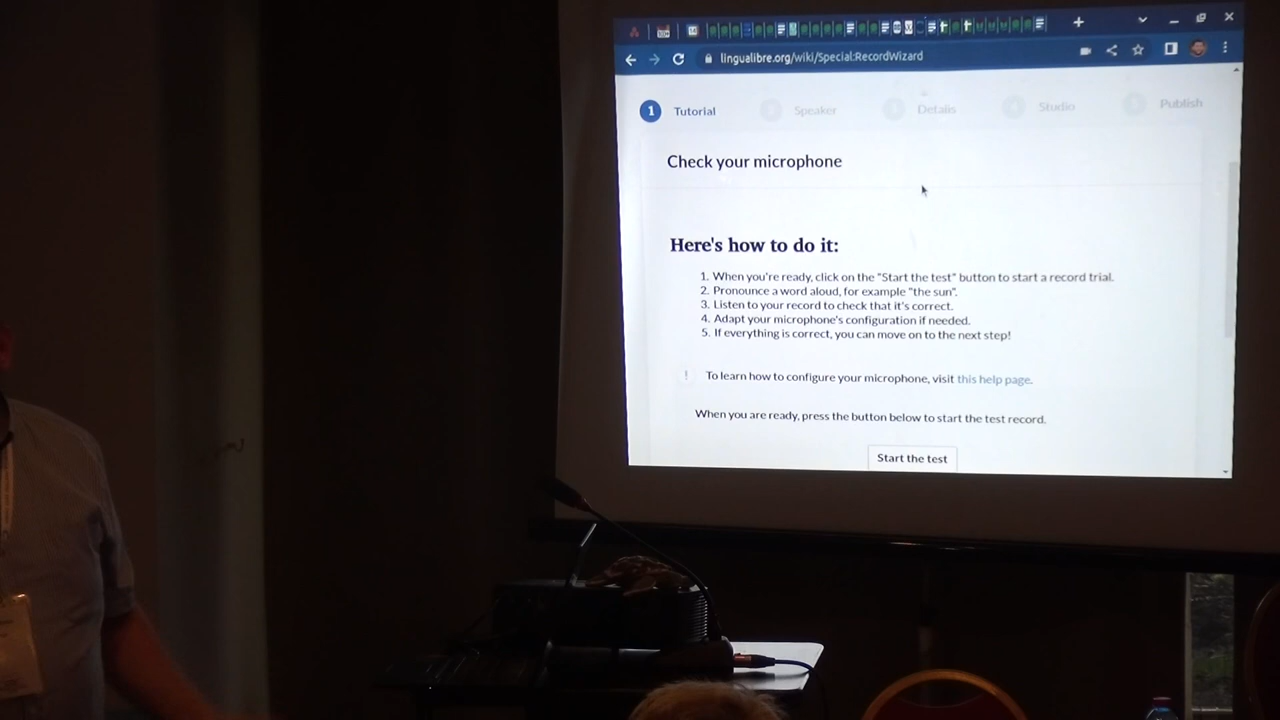 lingualibre.org/wiki/Special:RecordWizard
1 Tutorial
2 Speaker
3 Details
4 Studio
5 Publish
Check your microphone
Here's how to do it:
1. When you're ready, click on the "Start the test" button to start a record trial.
2. Pronounce a word aloud, for example "the sun".
3. Listen to your record to check that it's correct.
4. Adapt your microphone's configuration if needed.
5. If everything is correct, you can move on to the next step!
! To learn how to configure your microphone, visit this help page.
When you are ready, press the button below to start the test record.
Start the test